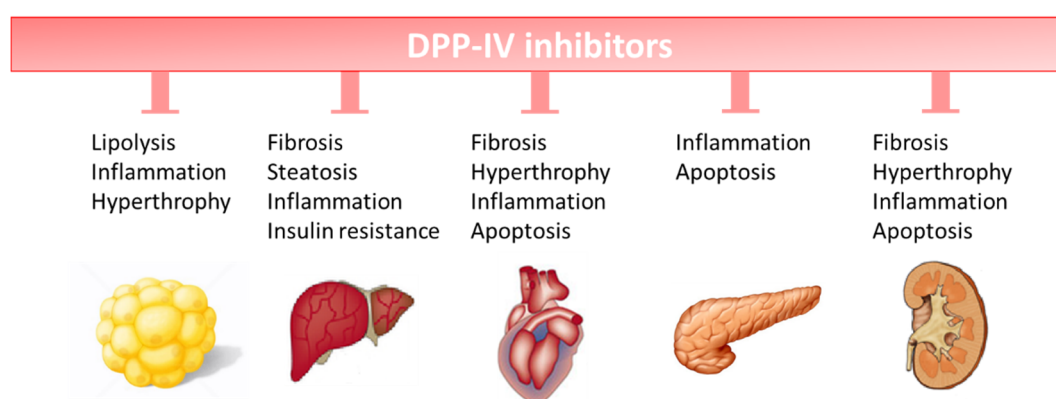 DPP-IV inhibitors
Lipolysis
Inflammation
Hyperthrophy
Fibrosis
Steatosis
Inflammation
Insulin resistance
Fibrosis
Hyperthrophy
Inflammation
Apoptosis
Inflammation
Apoptosis
Fibrosis
Hyperthrophy
Inflammation
Apoptosis